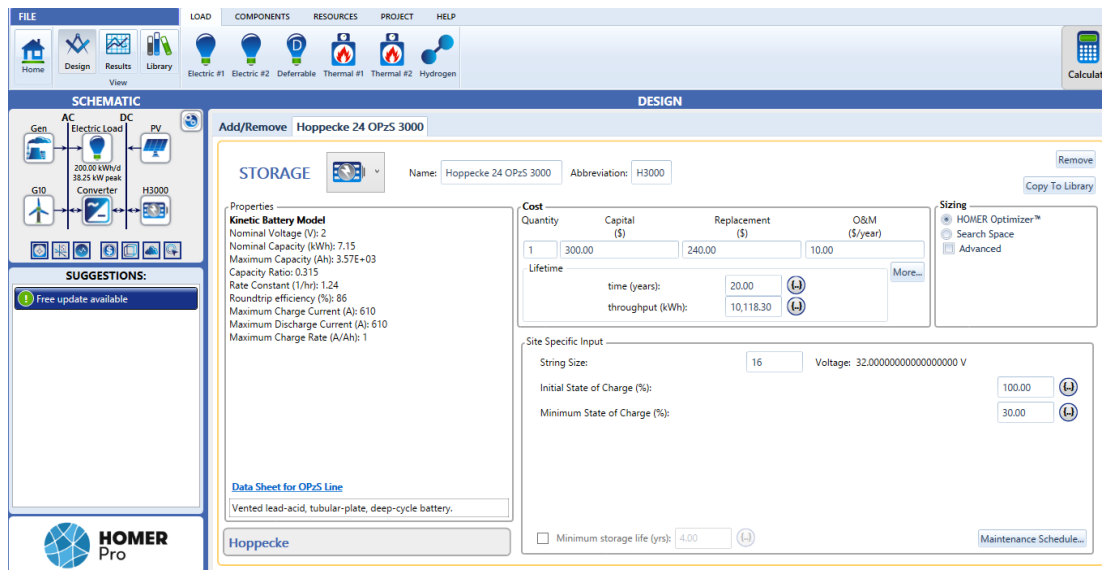 FILE
LOAD COMPONENTS RESOURCES PROJECT HELP
Home Design Results Library
View
Electric #1 Electric #2 Deferrable Thermal #1 Thermal #2 Hydrogen
D
Calculat
SCHEMATIC
DESIGN
AC DC
Gen Electric Load PV
200.00 kWh/d
38.25 kW peak
G10 Converter H3000
SUGGESTIONS:
Free update available
HOMER
Pro
Add/Remove Hoppecke 24 OPzS 3000
STORAGE
Name: Hoppecke 24 OPzS 3000 Abbreviation: H3000
Remove
Copy To Library
Properties
Kinetic Battery Model
Nominal Voltage (V): 2
Nominal Capacity (kWh): 7.15
Maximum Capacity (Ah): 3.57E+03
Capacity Ratio: 0.315
Rate Constant (1/hr): 1.24
Roundtrip efficiency (%): 86
Maximum Charge Current (A): 610
Maximum Discharge Current (A): 610
Maximum Charge Rate (A/Ah): 1
Data Sheet for OPzS Line
Vented lead-acid, tubular-plate, deep-cycle battery.
Hoppecke
Cost
Quantity Capital Replacement O&M
($) ($) ($/year)
1 300.00 240.00 10.00
Lifetime
More...
time (years): 20.00 {..}
throughput (kWh): 10,118.30 {..}
Sizing
HOMER Optimizer™
Search Space
Advanced
Site Specific Input
String Size: 16 Voltage: 32.00000000000000000 V
Initial State of Charge (%): 100.00 {..}
Minimum State of Charge (%): 30.00 {..}
Minimum storage life (yrs): 4.00 {..}
Maintenance Schedule...